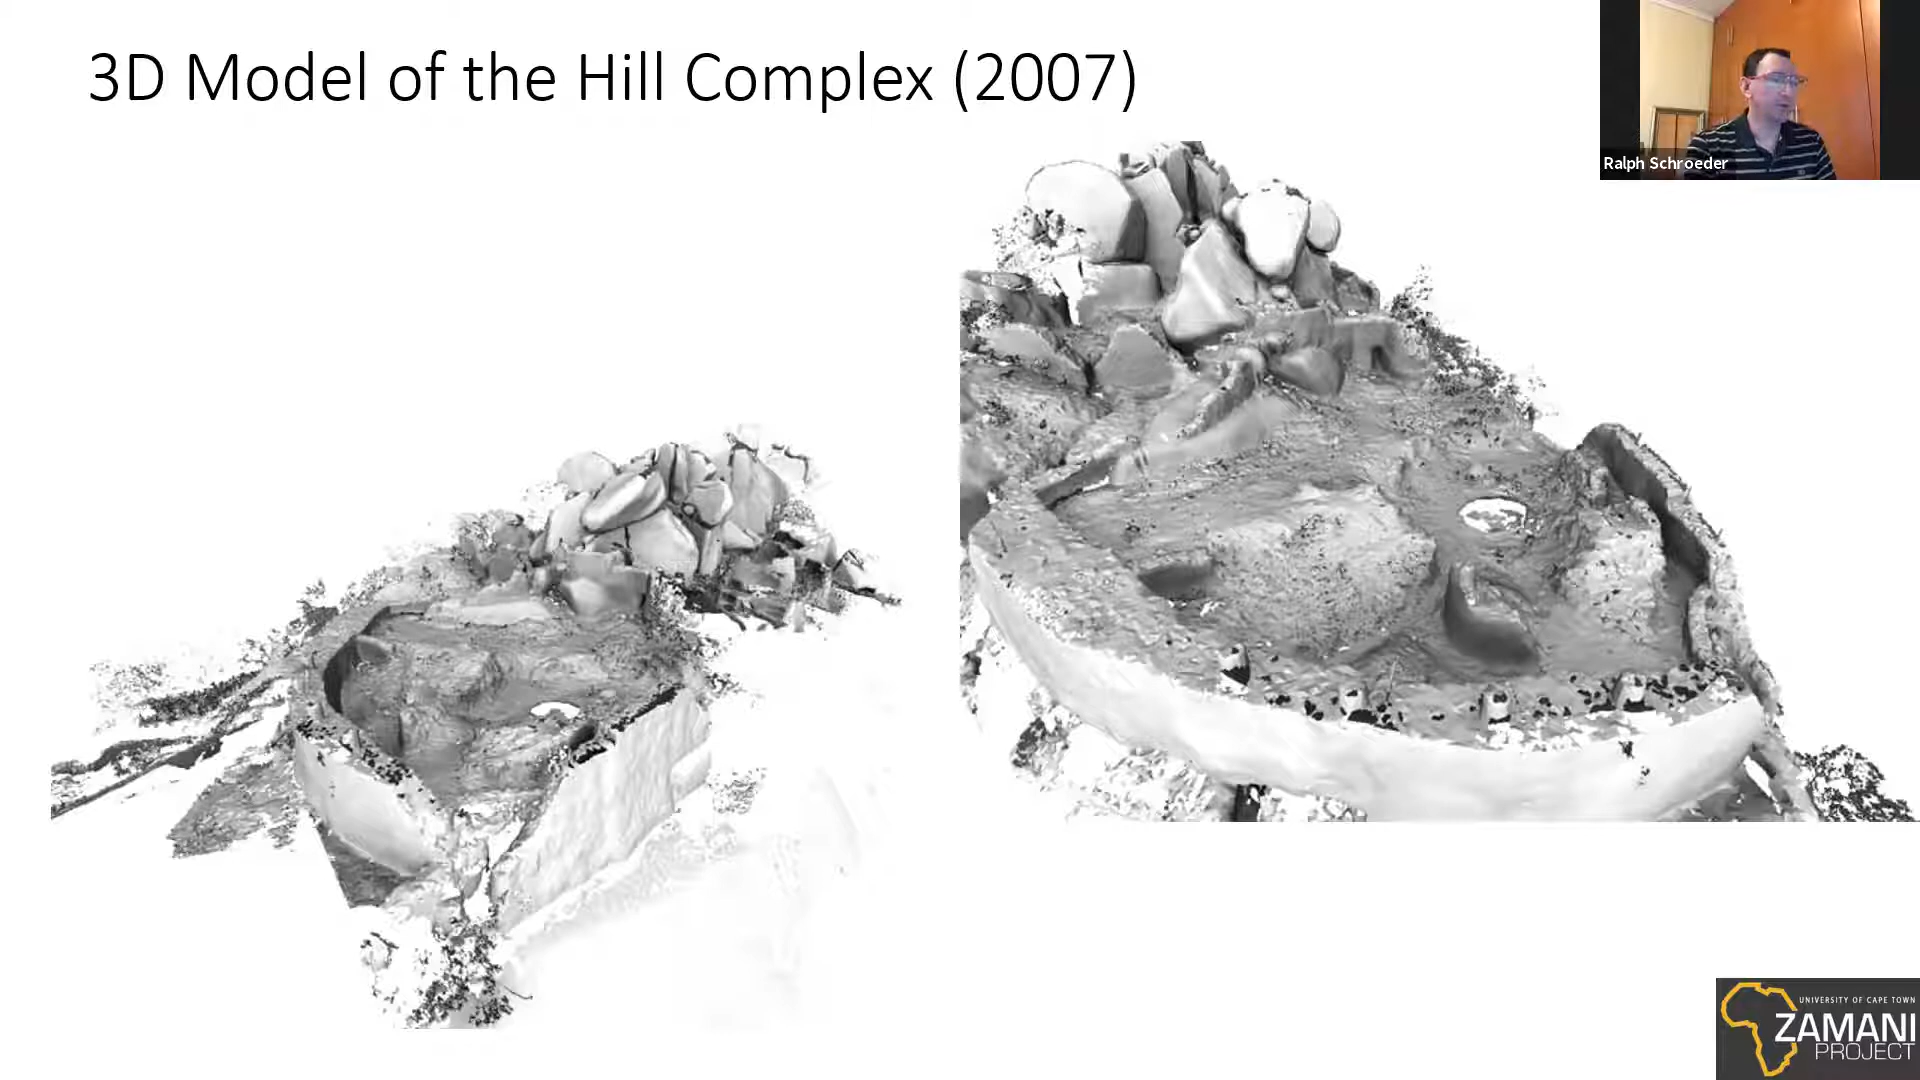 3D Model of the Hill Complex (2007)
Ralph Schroeder
UNIVERSITY OF CAPE TOWN
ZAMANI
PROJECT